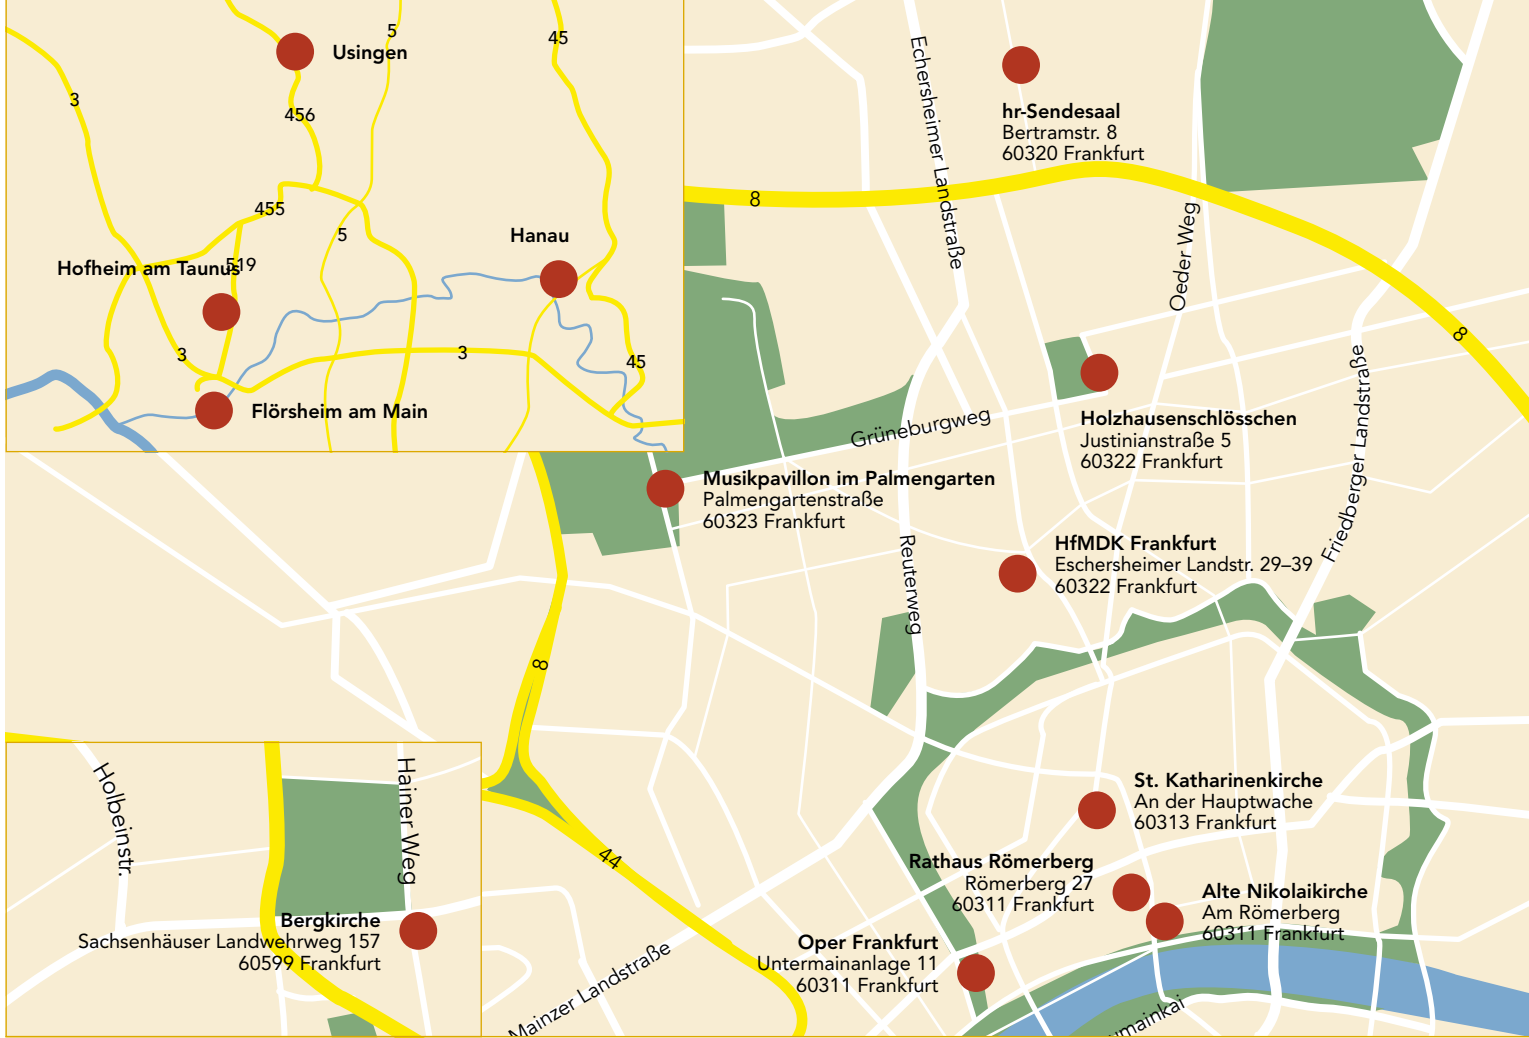 5
45
Usingen
3
456
455
5
Hanau
Hofheim am Taunus
519
3
3
45
Flörsheim am Main
Echersheimer Landstraße
hr-Sendesaal
Bertramstr. 8
60320 Frankfurt
8
Oeder Weg
8
Grüneburgweg
Holzhausenschlösschen
Justinianstraße 5
60322 Frankfurt
Friedberger Landstraße
Musikpavillon im Palmengarten
Palmengartenstraße
60323 Frankfurt
Reuterweg
HfMDK Frankfurt
Eschersheimer Landstr. 29–39
60322 Frankfurt
8
St. Katharinenkirche
An der Hauptwache
60313 Frankfurt
44
Rathaus Römerberg
Römerberg 27
60311 Frankfurt
Alte Nikolaikirche
Am Römerberg
60311 Frankfurt
Oper Frankfurt
Untermainanlage 11
60311 Frankfurt
Mainzer Landstraße
umainkai
Holbeinstr.
Hainer Weg
Bergkirche
Sachsenhäuser Landwehrweg 157
60599 Frankfurt